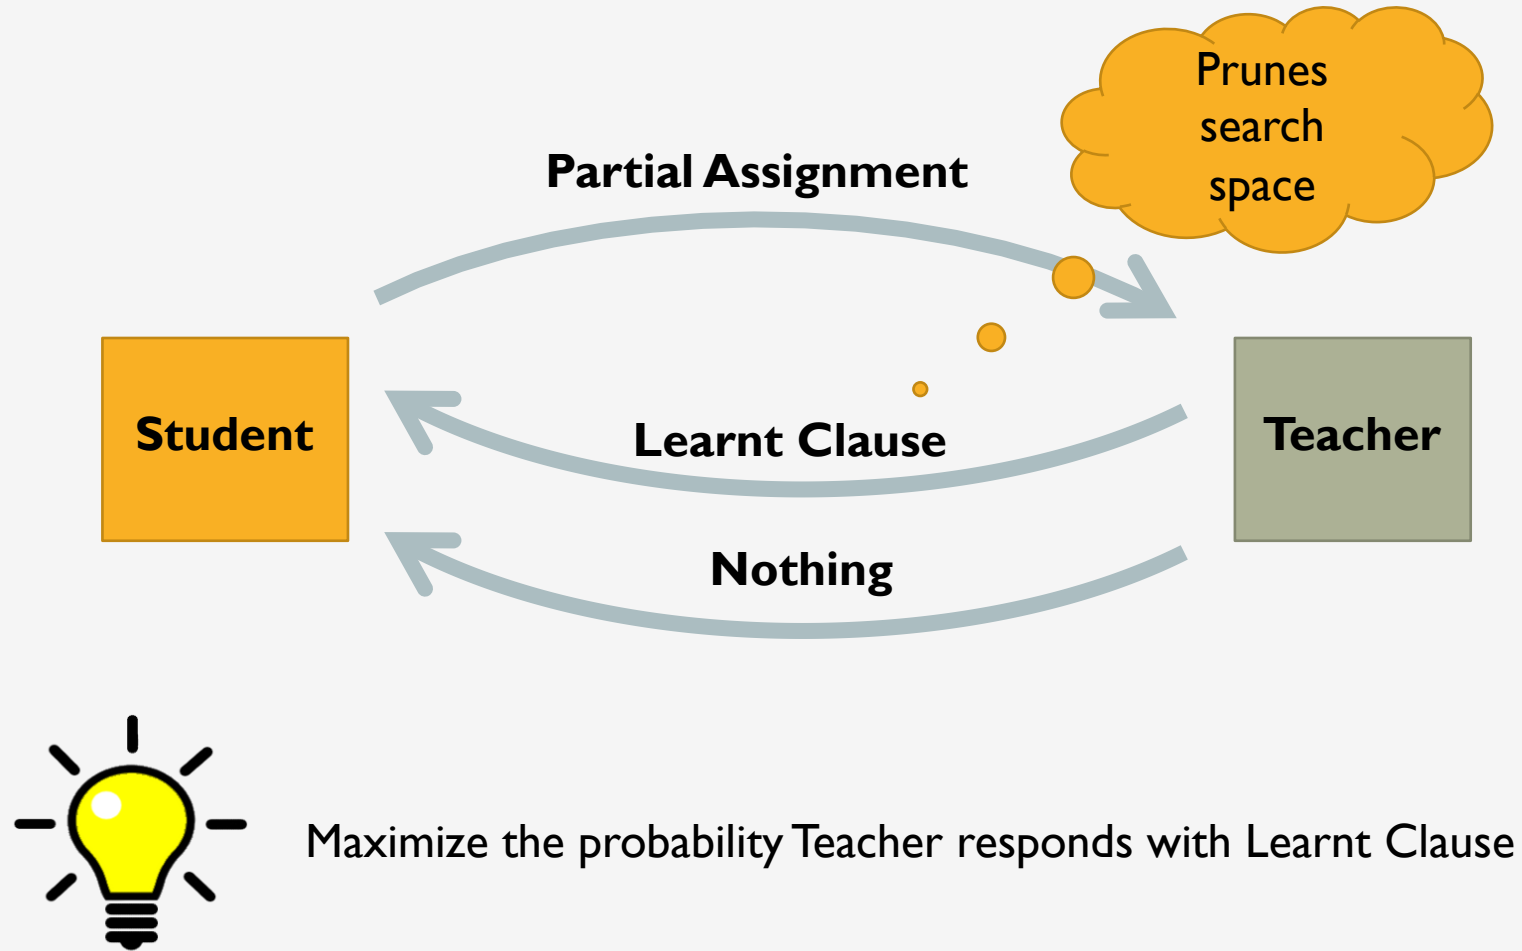 Prunes
search
space
Partial Assignment
Student
Teacher
Learnt Clause
Nothing
Maximize the probability Teacher responds with Learnt Clause